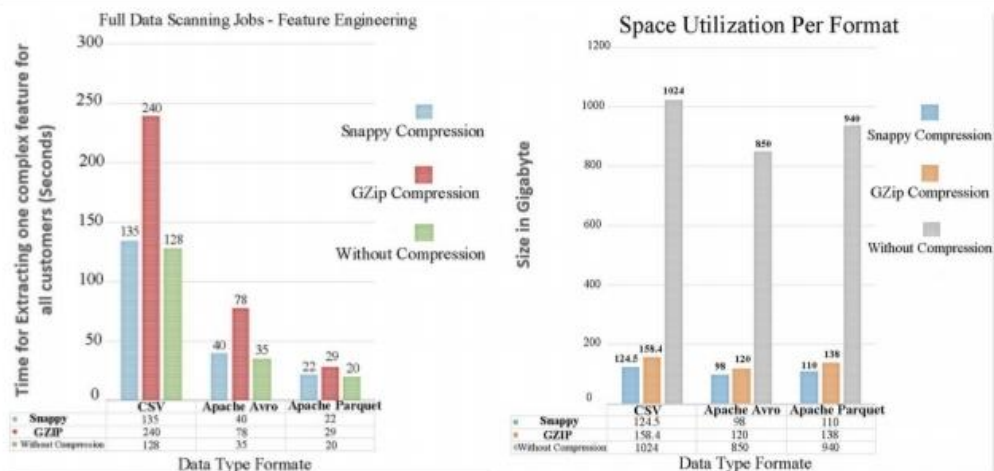 Full Data Scanning Jobs - Feature Engineering
Time for Extracting one complex feature for
all customers (Seconds)
300
250
200
150
100
50
0
135
240
128
40
78
35
22
29
20
Snappy Compression
GZip Compression
Without Compression
CSV Apache Avro Apache Parquet
Snappy 135 40 22
GZIP 240 78 29
Without Compression 128 35 20
Data Type Formate
Space Utilization Per Format
Size in Gigabyte
1200
1000
800
600
400
200
0
124.5
158.4
1024
98
120
850
110
138
940
Snappy Compression
GZip Compression
Without Compression
CSV Apache Avro Apache Parquet
Snappy 124.5 98 110
GZIP 158.4 120 138
Without Compression 1024 850 940
Data Type Formate